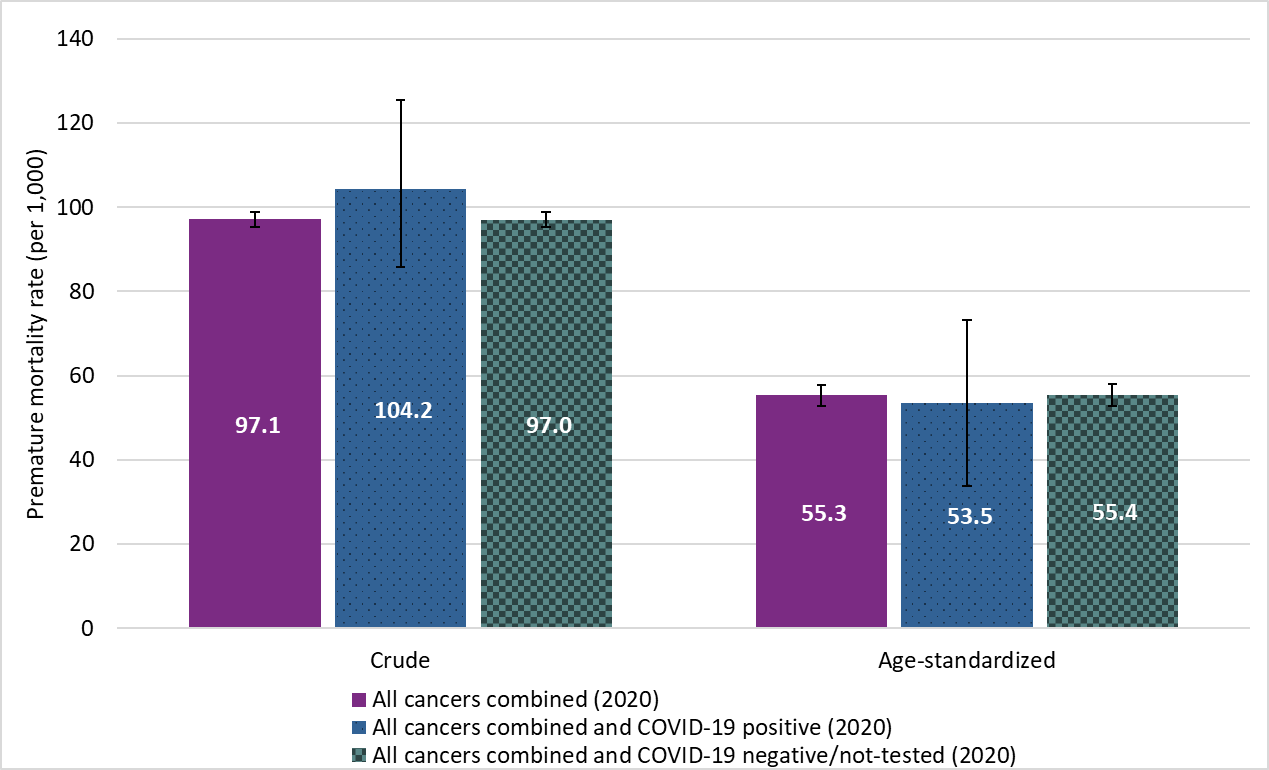 Premature mortality rate (per 1,000)
140
120
100
80
60
40
20
0
97.1
104.2
97.0
55.3
53.5
55.4
Crude
Age-standardized
All cancers combined (2020)
All cancers combined and COVID-19 positive (2020)
All cancers combined and COVID-19 negative/not-tested (2020)